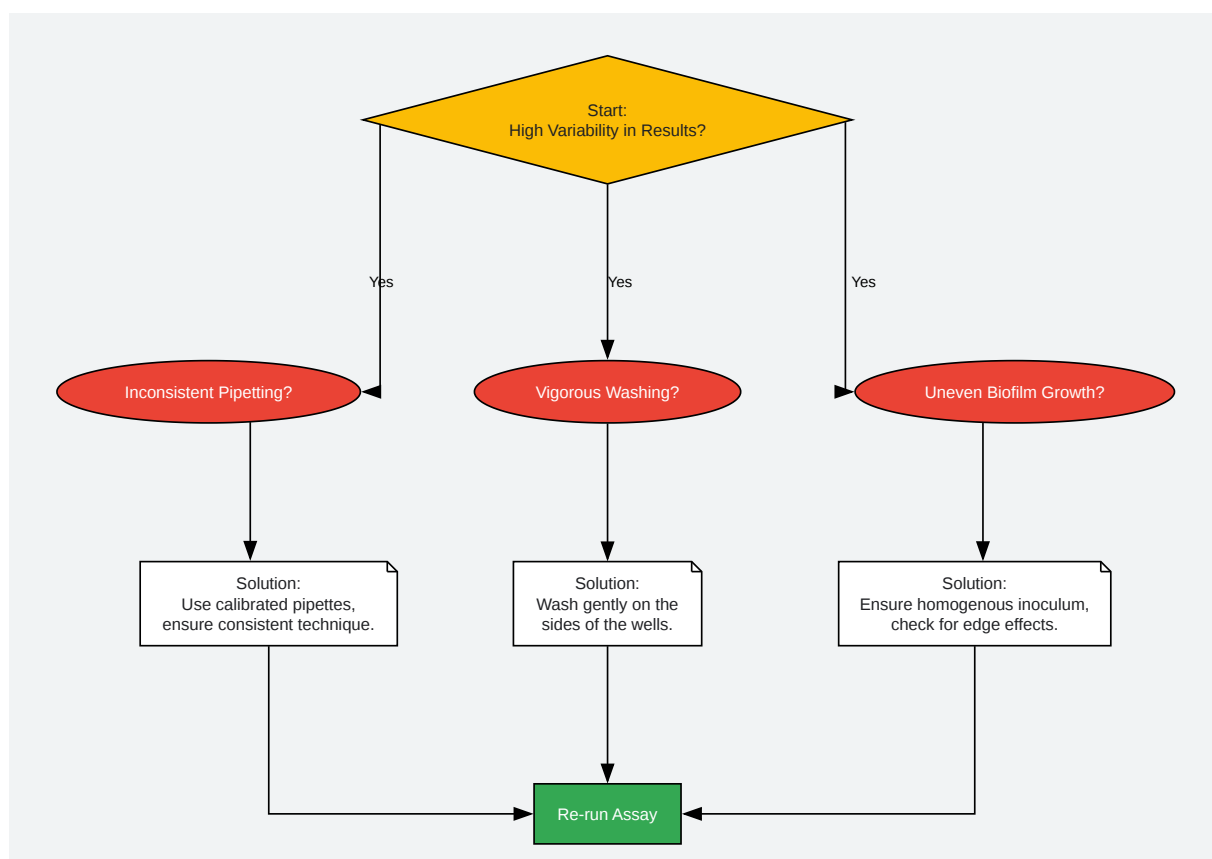 Start:
High Variability in Results?
Yes
Yes
Yes
Inconsistent Pipetting?
Vigorous Washing?
Uneven Biofilm Growth?
Solution:
Use calibrated pipettes,
ensure consistent technique.
Solution:
Wash gently on the
sides of the wells.
Solution:
Ensure homogenous inoculum,
check for edge effects.
Re-run Assay